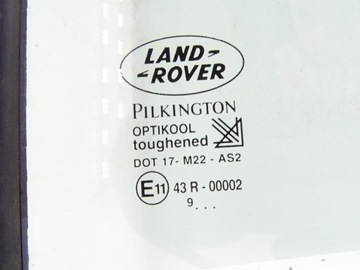 LAND-
-ROVER
PILKINGTON
OPTIKOOL
toughened
DOT 17- M22 - AS2
E11 43 R - 00002
9...